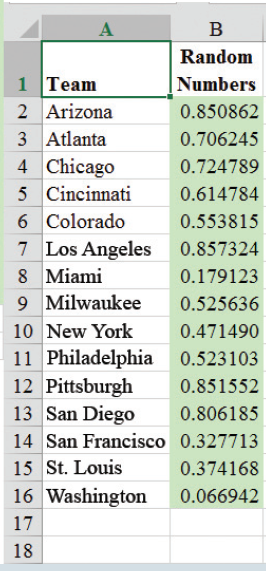 A B
1 Team Random Numbers
2 Arizona 0.850862
3 Atlanta 0.706245
4 Chicago 0.724789
5 Cincinnati 0.614784
6 Colorado 0.553815
7 Los Angeles 0.857324
8 Miami 0.179123
9 Milwaukee 0.525636
10 New York 0.471490
11 Philadelphia 0.523103
12 Pittsburgh 0.851552
13 San Diego 0.806185
14 San Francisco 0.327713
15 St. Louis 0.374168
16 Washington 0.066942
17
18